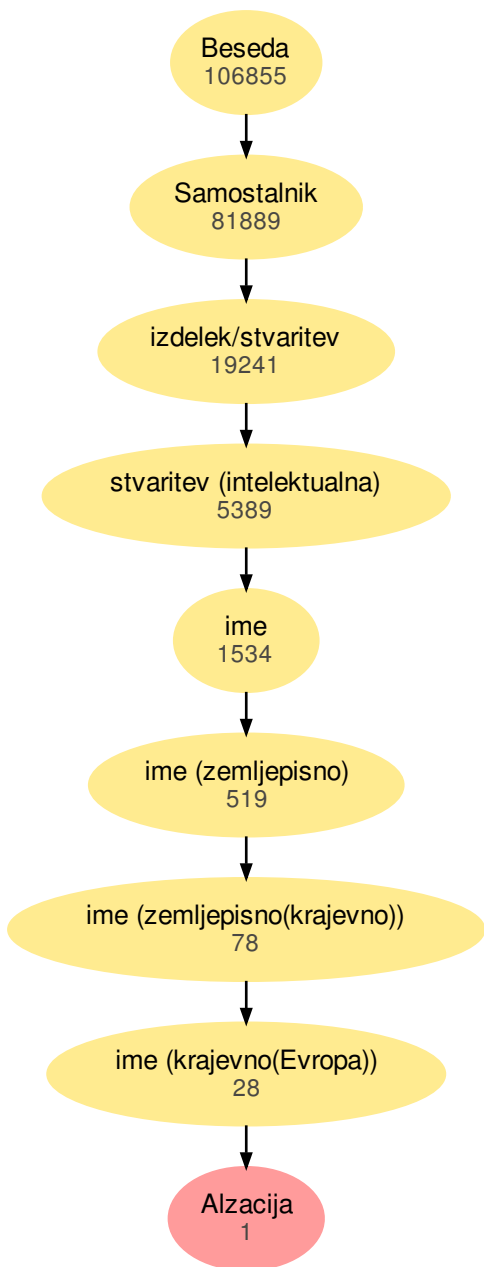 Beseda
106855
Samostalnik
81889
izdelek/stvaritev
19241
stvaritev (intelektualna)
5389
ime
1534
ime (zemljepisno)
519
ime (zemljepisno(krajevno))
78
ime (krajevno(Evropa))
28
Alzacija
1